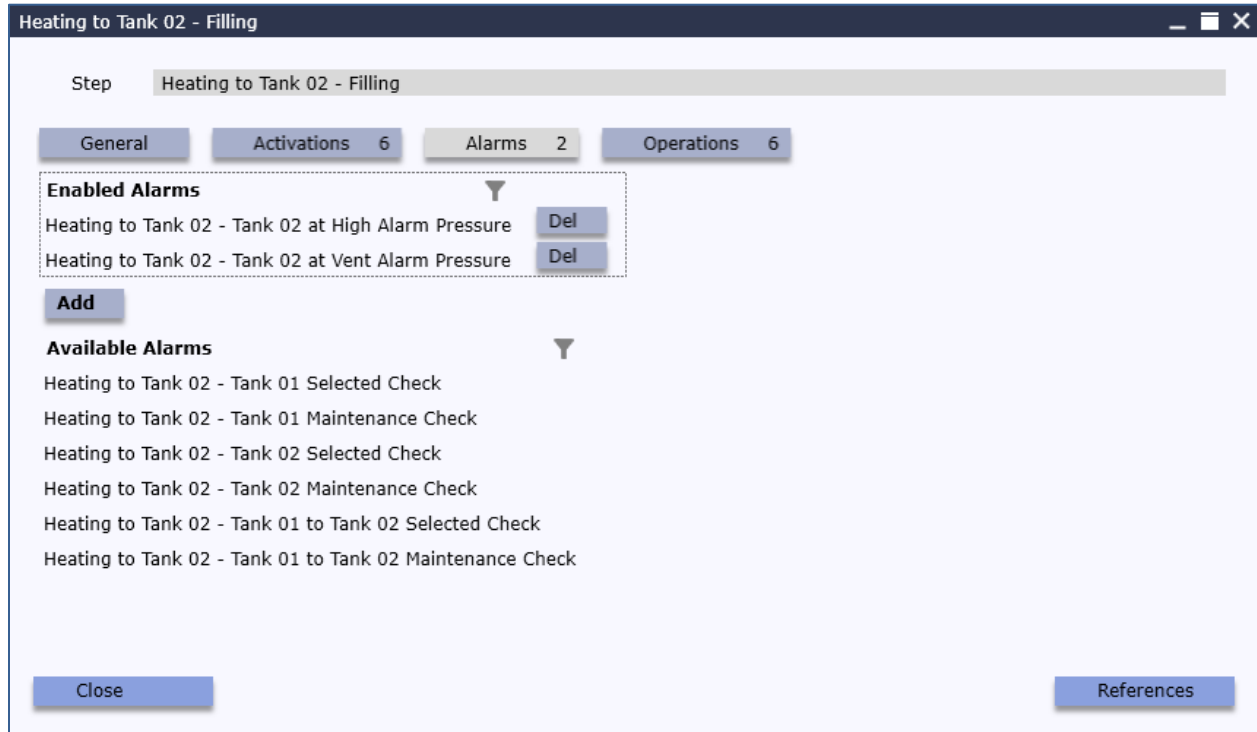 Heating to Tank 02 - Filling
Step Heating to Tank 02 - Filling
General Activations 6 Alarms 2 Operations 6
Enabled Alarms
Heating to Tank 02 - Tank 02 at High Alarm Pressure Del
Heating to Tank 02 - Tank 02 at Vent Alarm Pressure Del
Add
Available Alarms
Heating to Tank 02 - Tank 01 Selected Check
Heating to Tank 02 - Tank 01 Maintenance Check
Heating to Tank 02 - Tank 02 Selected Check
Heating to Tank 02 - Tank 02 Maintenance Check
Heating to Tank 02 - Tank 01 to Tank 02 Selected Check
Heating to Tank 02 - Tank 01 to Tank 02 Maintenance Check
Close References